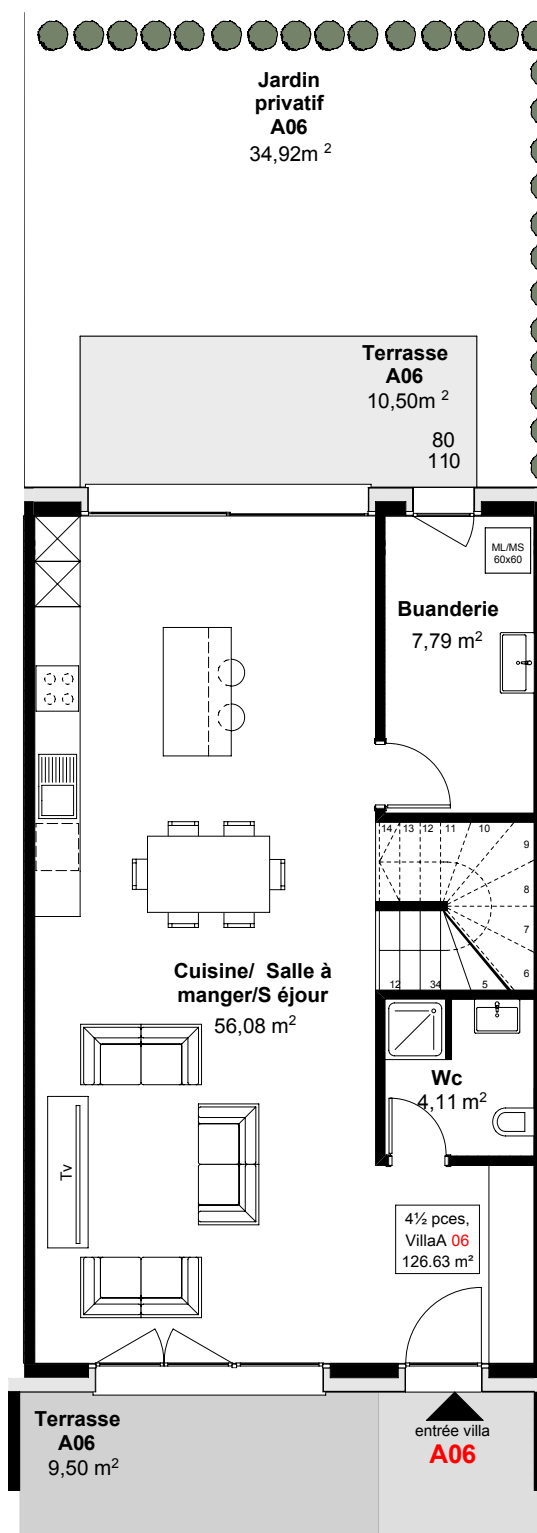 Jardin
privatif
A06
34,92m ²
Terrasse
A06
10,50m ²
80
110
ML/MS
60x60
Buanderie
7,79 m²
14 13 12 11 10
9
8
7
6
12 34 5
Cuisine/ Salle à
manger/S éjour
56,08 m²
Wc
4,11 m²
Tv
4½ pces,
VillaA 06
126.63 m²
Terrasse
A06
9,50 m²
entrée villa
A06